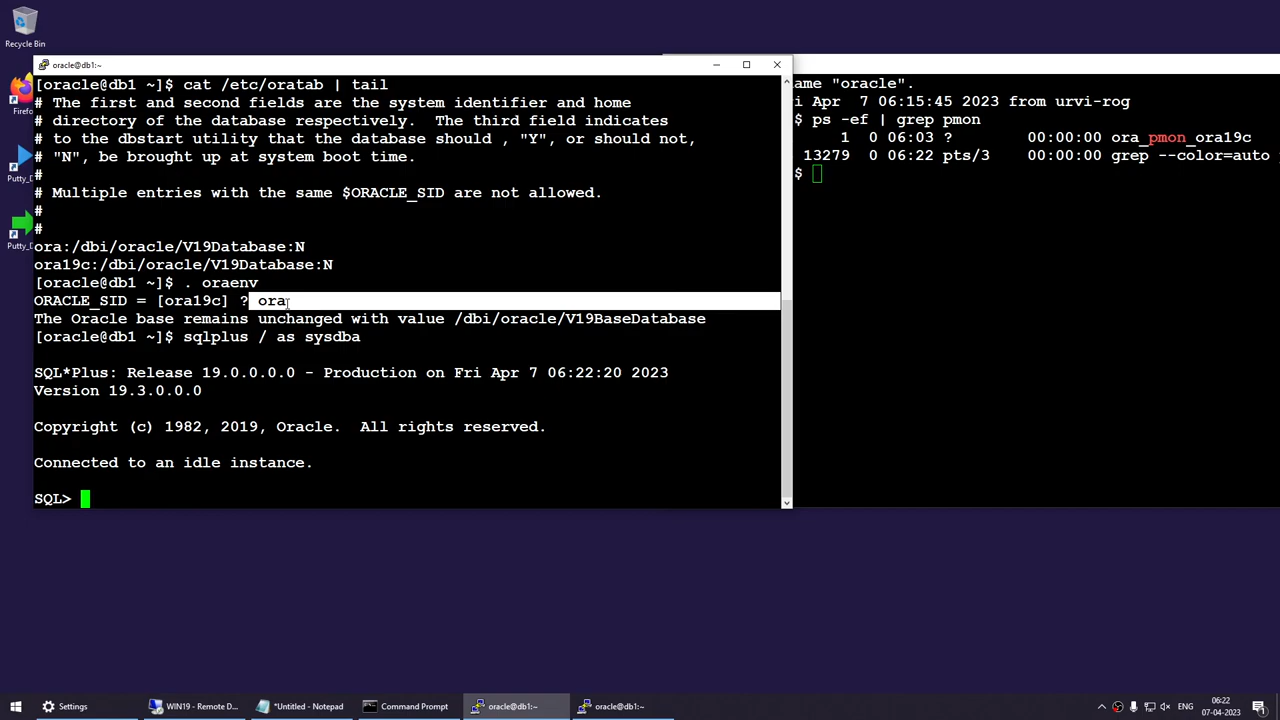 Recycle Bin
Firefo
Putty_D
Putty_D
oracle@db1:~
[oracle@db1 ~]$ cat /etc/oratab | tail
# The first and second fields are the system identifier and home
# directory of the database respectively.  The third field indicates
# to the dbstart utility that the database should , "Y", or should not,
# "N", be brought up at system boot time.
#
# Multiple entries with the same $ORACLE_SID are not allowed.
#
#
ora:/dbi/oracle/V19Database:N
ora19c:/dbi/oracle/V19Database:N
[oracle@db1 ~]$ . oraenv
ORACLE_SID = [ora19c] ? ora
The Oracle base remains unchanged with value /dbi/oracle/V19BaseDatabase
[oracle@db1 ~]$ sqlplus / as sysdba
SQL*Plus: Release 19.0.0.0.0 - Production on Fri Apr 7 06:22:20 2023
Version 19.3.0.0.0
Copyright (c) 1982, 2019, Oracle.  All rights reserved.
Connected to an idle instance.
SQL>
ame "oracle".
i Apr  7 06:15:45 2023 from urvi-rog
$ ps -ef | grep pmon
1  0 06:03 ?        00:00:00 ora_pmon_ora19c
13279  0 06:22 pts/3    00:00:00 grep --color=auto
$
Settings
WIN19 - Remote D...
*Untitled - Notepad
Command Prompt
oracle@db1:~
oracle@db1:~
ENG
06:22
07-04-2023
1